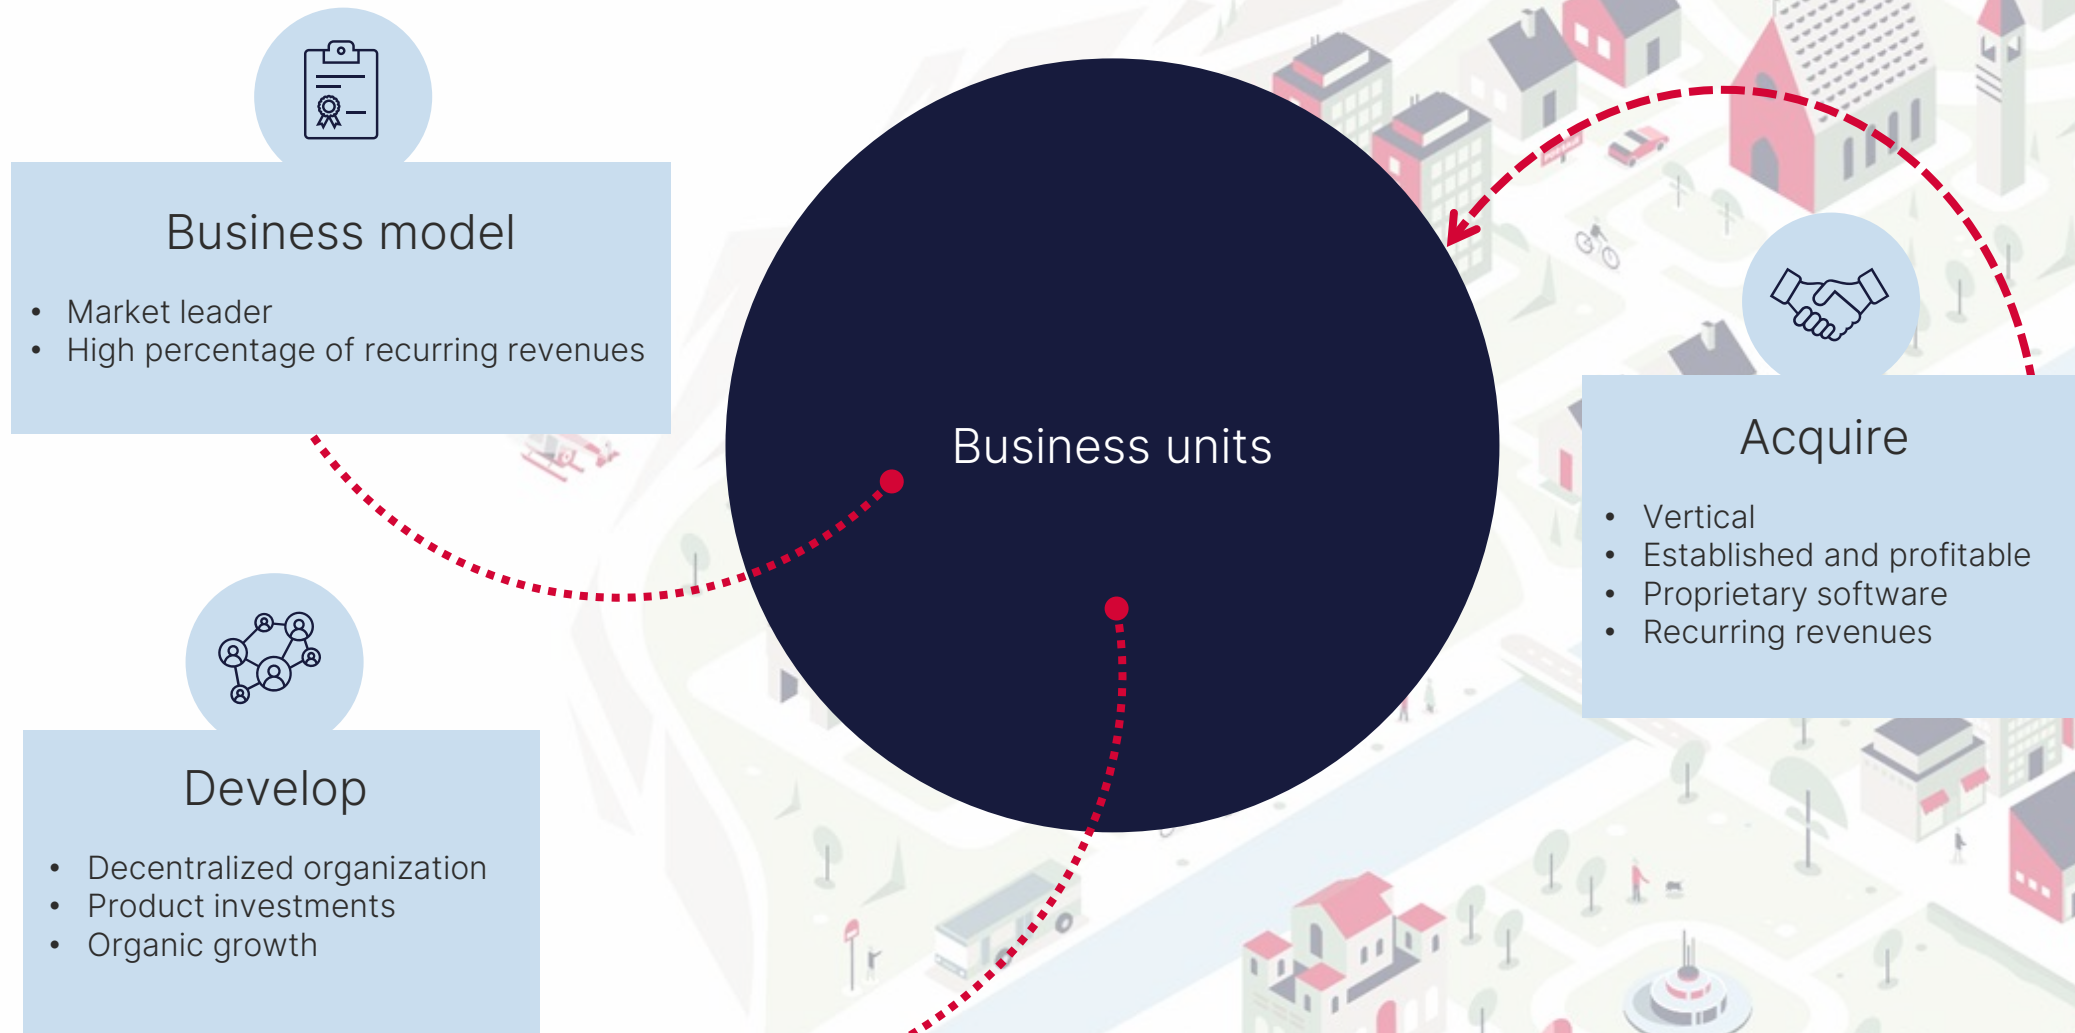 Business model
• Market leader
• High percentage of recurring revenues
Business units
Acquire
• Vertical
• Established and profitable
• Proprietary software
• Recurring revenues
Develop
• Decentralized organization
• Product investments
• Organic growth